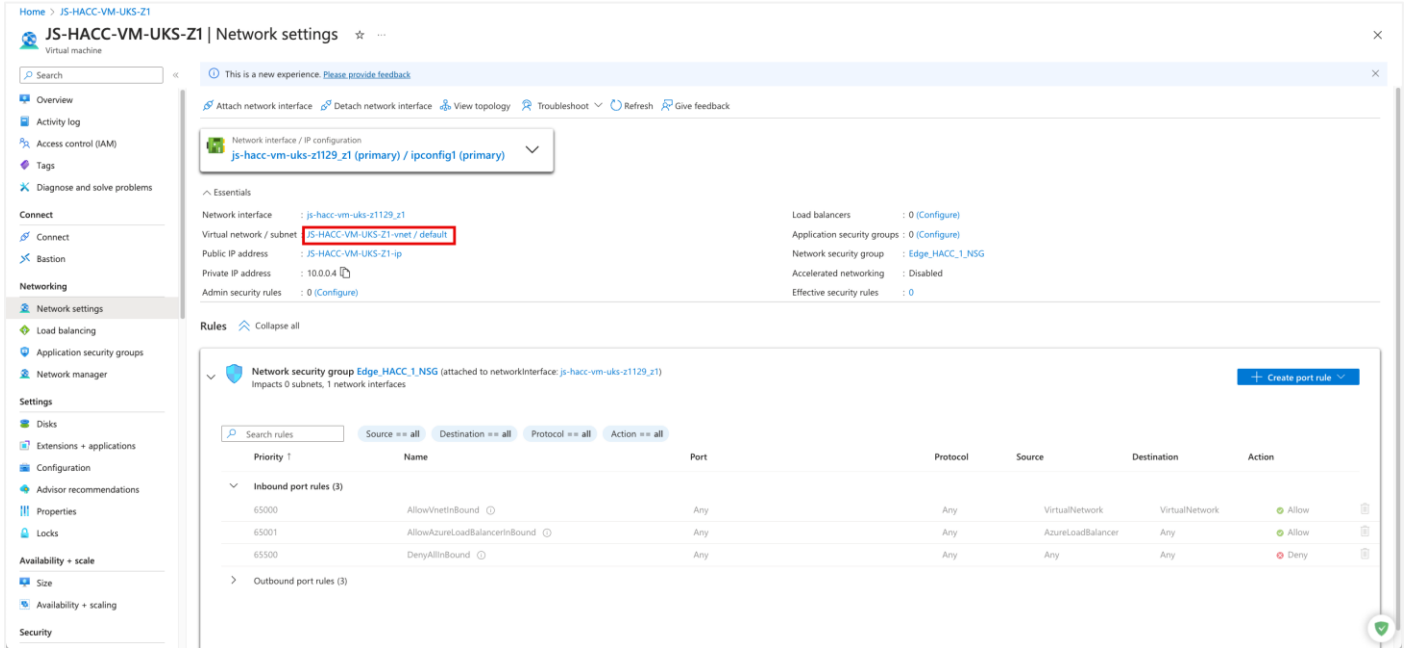 Home > JS-HACC-VM-UKS-Z1
JS-HACC-VM-UKS-Z1 | Network settings ☆ ...
Virtual machine
Search
Overview
Activity log
Access control (IAM)
Tags
Diagnose and solve problems
Connect
Connect
Bastion
Networking
Network settings
Load balancing
Application security groups
Network manager
Settings
Disks
Extensions + applications
Configuration
Advisor recommendations
Properties
Locks
Availability + scale
Size
Availability + scaling
Security
This is a new experience. Please provide feedback
Attach network interface Detach network interface View topology Troubleshoot Refresh Give feedback
Network interface / IP configuration
js-hacc-vm-uks-z1129_z1 (primary) / ipconfig1 (primary)
Essentials
Network interface : js-hacc-vm-uks-z1129_z1
Virtual network / subnet : JS-HACC-VM-UKS-Z1-vnet / default
Public IP address : JS-HACC-VM-UKS-Z1-ip
Private IP address : 10.0.0.4
Admin security rules : 0 (Configure)
Load balancers : 0 (Configure)
Application security groups : 0 (Configure)
Network security group : Edge_HACC_1_NSG
Accelerated networking : Disabled
Effective security rules : 0
Rules Collapse all
Network security group Edge_HACC_1_NSG (attached to networkInterface: js-hacc-vm-uks-z1129_z1)
Impacts 0 subnets, 1 network interfaces
+ Create port rule
Search rules Source == all Destination == all Protocol == all Action == all
Priority ↑ Name Port Protocol Source Destination Action
Inbound port rules (3)
65000 AllowVnetInBound Any Any VirtualNetwork VirtualNetwork Allow
65001 AllowAzureLoadBalancerInBound Any Any AzureLoadBalancer Any Allow
65500 DenyAllInBound Any Any Any Any Deny
Outbound port rules (3)